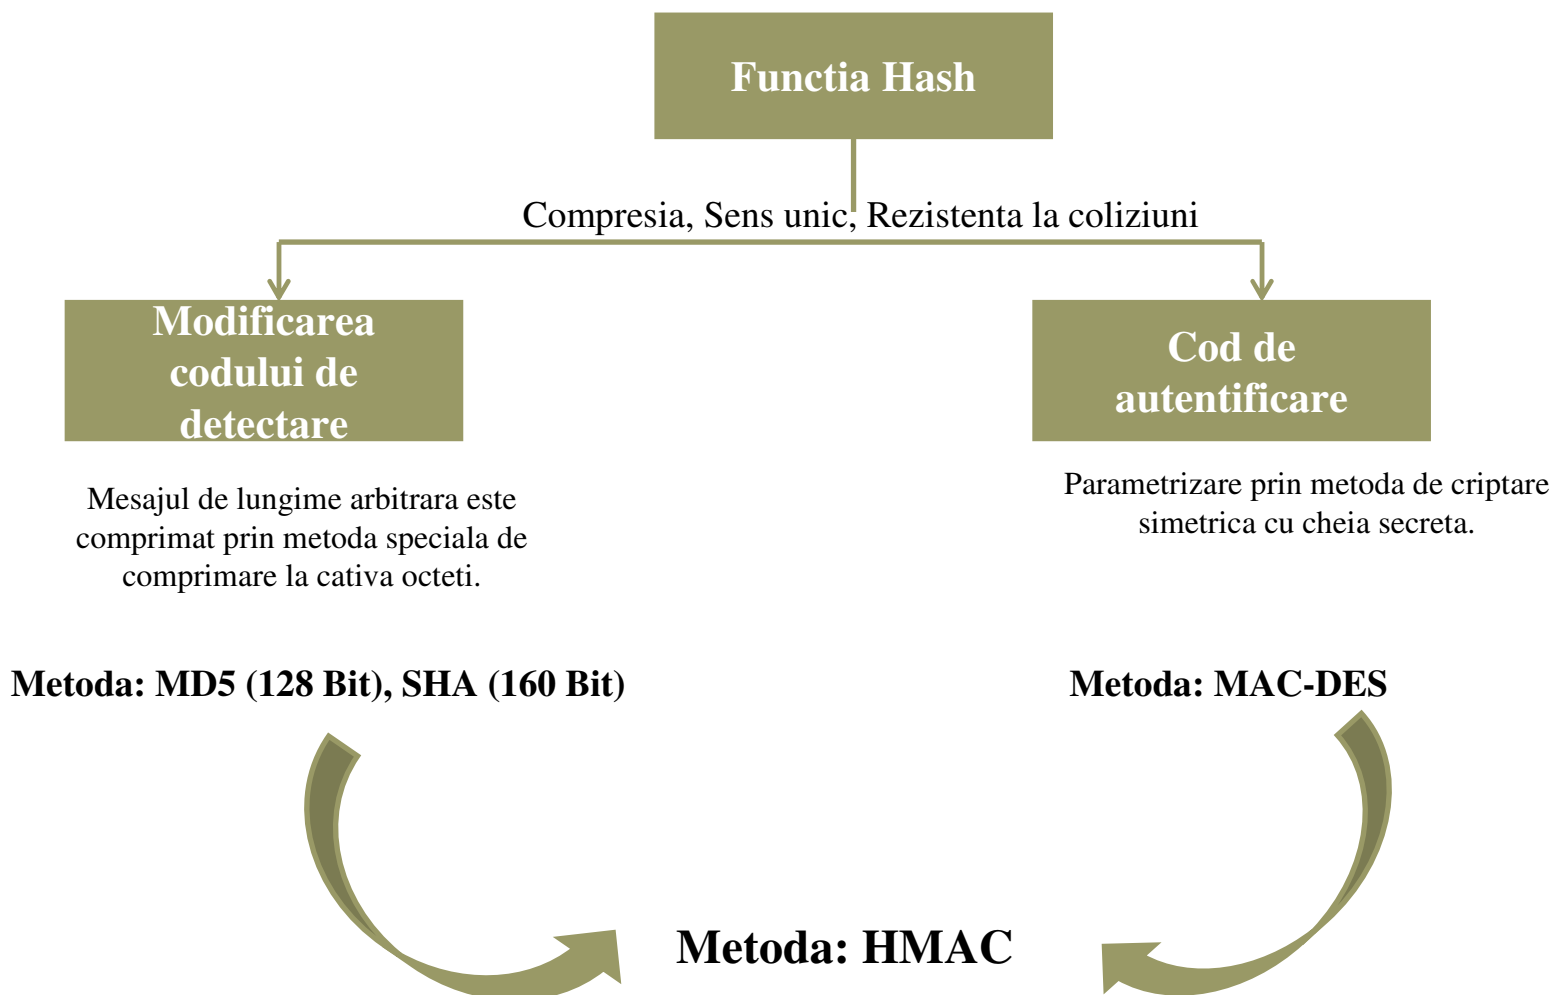 Functia Hash
Compresia, Sens unic, Rezistenta la coliziuni
Modificarea
codului de
detectare
Cod de
autentificare
Mesajul de lungime arbitrara este
comprimat prin metoda speciala de
comprimare la cativa octeti.
Parametrizare prin metoda de criptare
simetrica cu cheia secreta.
Metoda: MD5 (128 Bit), SHA (160 Bit)
Metoda: MAC-DES
Metoda: HMAC